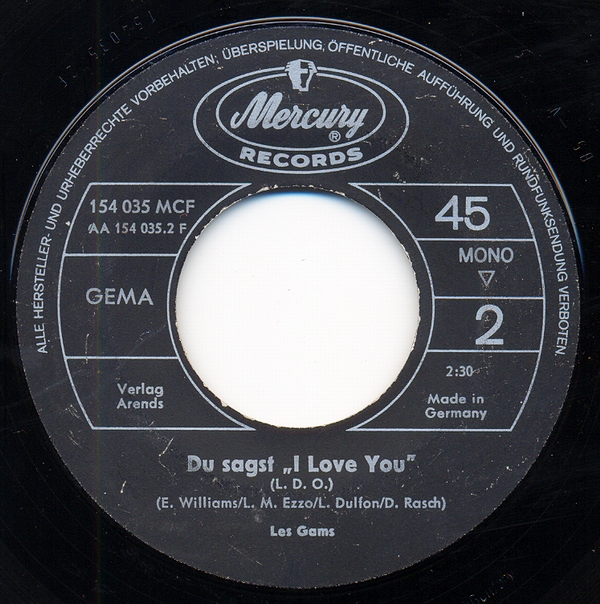 ALLE HERSTELLER- UND URHEBERRECHTE VORBEHALTEN; ÜBERSPIELUNG, ÖFFENTLICHE AUFFÜHRUNG UND RUNDFUNKSENDUNG VERBOTEN.
Mercury ®
RECORDS
154 035 MCF
AA 154 035.2 F
45
MONO
▽
GEMA
2
2:30
Verlag
Arends
Made in
Germany
Du sagst „I Love You"
(L. D. O.)
(E. Williams/L. M. Ezzo/L. Dulfon/D. Rasch)
Les Gams